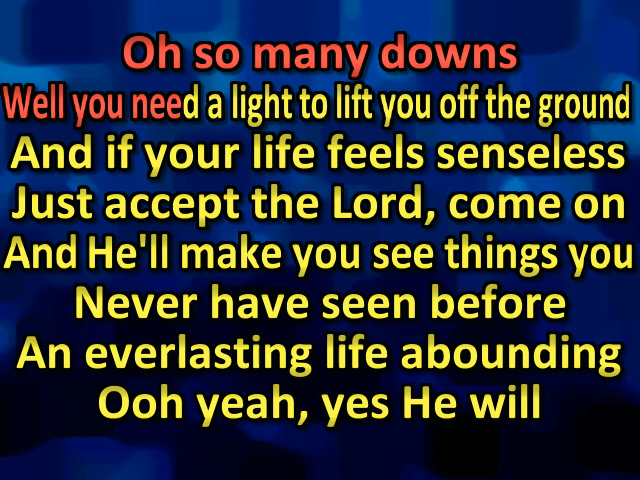 Oh so many downs
Well you need a light to lift you off the ground
And if your life feels senseless
Just accept the Lord, come on
And He'll make you see things you
Never have seen before
An everlasting life abounding
Ooh yeah, yes He will